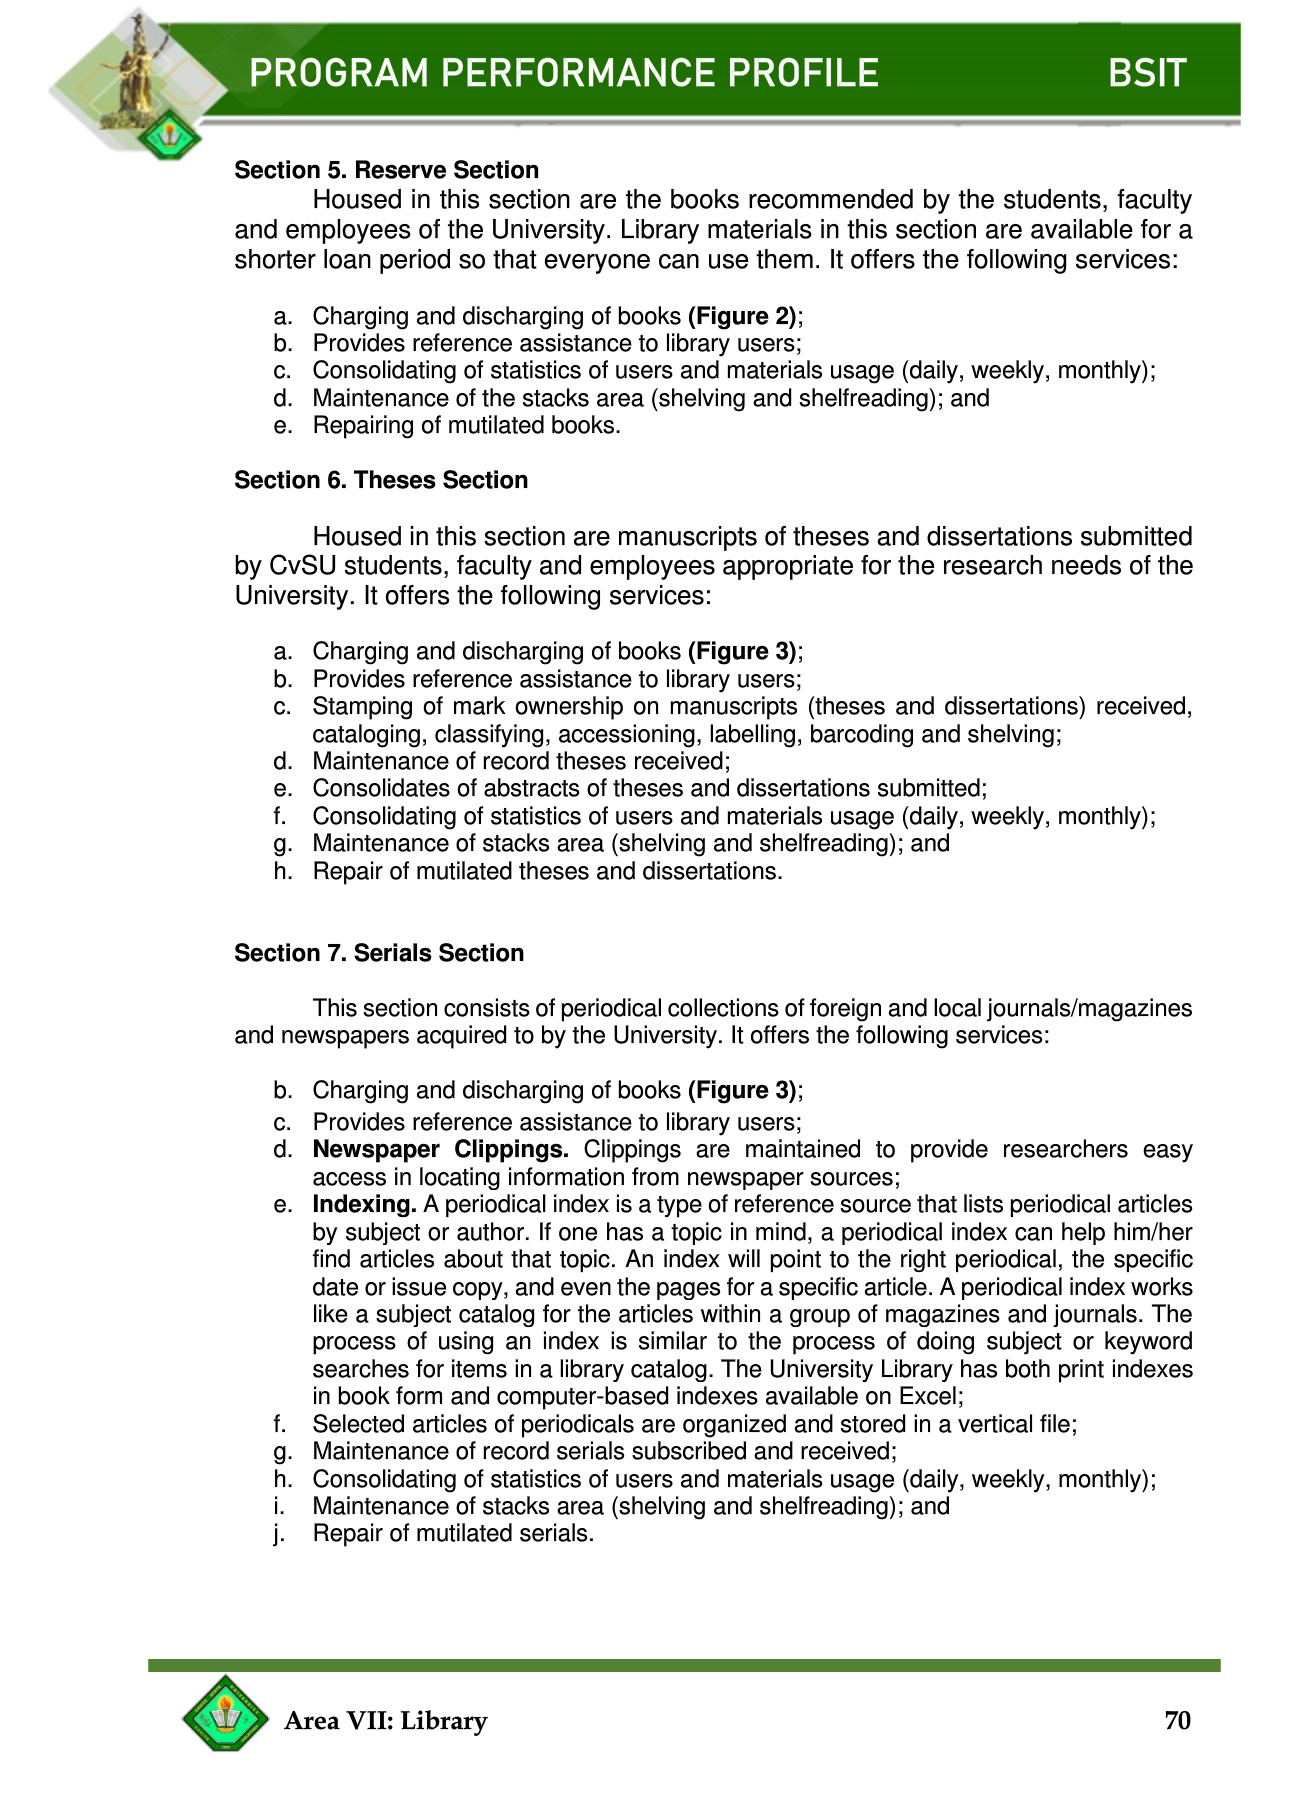 PROGRAM PERFORMANCE PROFILE BSIT
Section 5. Reserve Section
Housed in this section are the books recommended by the students, faculty
and employees of the University. Library materials in this section are available for a
shorter loan period so that everyone can use them. It offers the following services:
a. Charging and discharging of books (Figure 2);
b. Provides reference assistance to library users;
c. Consolidating of statistics of users and materials usage (daily, weekly, monthly);
d. Maintenance of the stacks area (shelving and shelfreading); and
e. Repairing of mutilated books.
Section 6. Theses Section
Housed in this section are manuscripts of theses and dissertations submitted
by CvSU students, faculty and employees appropriate for the research needs of the
University. It offers the following services:
a. Charging and discharging of books (Figure 3);
b. Provides reference assistance to library users;
c. Stamping of mark ownership on manuscripts (theses and dissertations) received,
cataloging, classifying, accessioning, labelling, barcoding and shelving;
d. Maintenance of record theses received;
e. Consolidates of abstracts of theses and dissertations submitted;
f. Consolidating of statistics of users and materials usage (daily, weekly, monthly);
g. Maintenance of stacks area (shelving and shelfreading); and
h. Repair of mutilated theses and dissertations.
Section 7. Serials Section
This section consists of periodical collections of foreign and local journals/magazines
and newspapers acquired to by the University. It offers the following services:
b. Charging and discharging of books (Figure 3);
c. Provides reference assistance to library users;
d. Newspaper Clippings. Clippings are maintained to provide researchers easy
access in locating information from newspaper sources;
e. Indexing. A periodical index is a type of reference source that lists periodical articles
by subject or author. If one has a topic in mind, a periodical index can help him/her
find articles about that topic. An index will point to the right periodical, the specific
date or issue copy, and even the pages for a specific article. A periodical index works
like a subject catalog for the articles within a group of magazines and journals. The
process of using an index is similar to the process of doing subject or keyword
searches for items in a library catalog. The University Library has both print indexes
in book form and computer-based indexes available on Excel;
f. Selected articles of periodicals are organized and stored in a vertical file;
g. Maintenance of record serials subscribed and received;
h. Consolidating of statistics of users and materials usage (daily, weekly, monthly);
i. Maintenance of stacks area (shelving and shelfreading); and
j. Repair of mutilated serials.
Area VII: Library 70